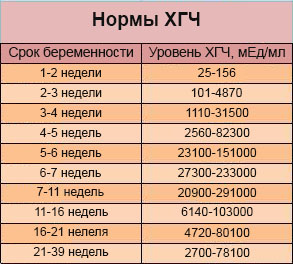 Нормы ХГЧ
Срок беременности Уровень ХГЧ, мЕд/мл
1-2 недели 25-156
2-3 недели 101-4870
3-4 недели 1110-31500
4-5 недель 2560-82300
5-6 недель 23100-151000
6-7 недель 27300-233000
7-11 недель 20900-291000
11-16 недель 6140-103000
16-21 нелеля 4720-80100
21-39 недель 2700-78100